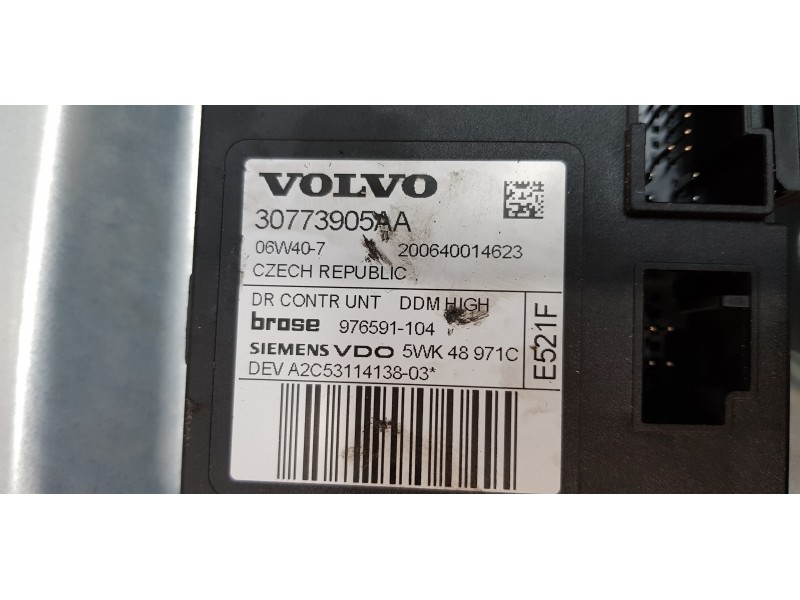 VOLVO
30773905AA
06W40-7 200640014623
CZECH REPUBLIC
DR CONTR UNT DDM HIGH
brose 976591-104
SIEMENS VDO 5WK 48 971C
DEV A2C53114138-03*
E521F